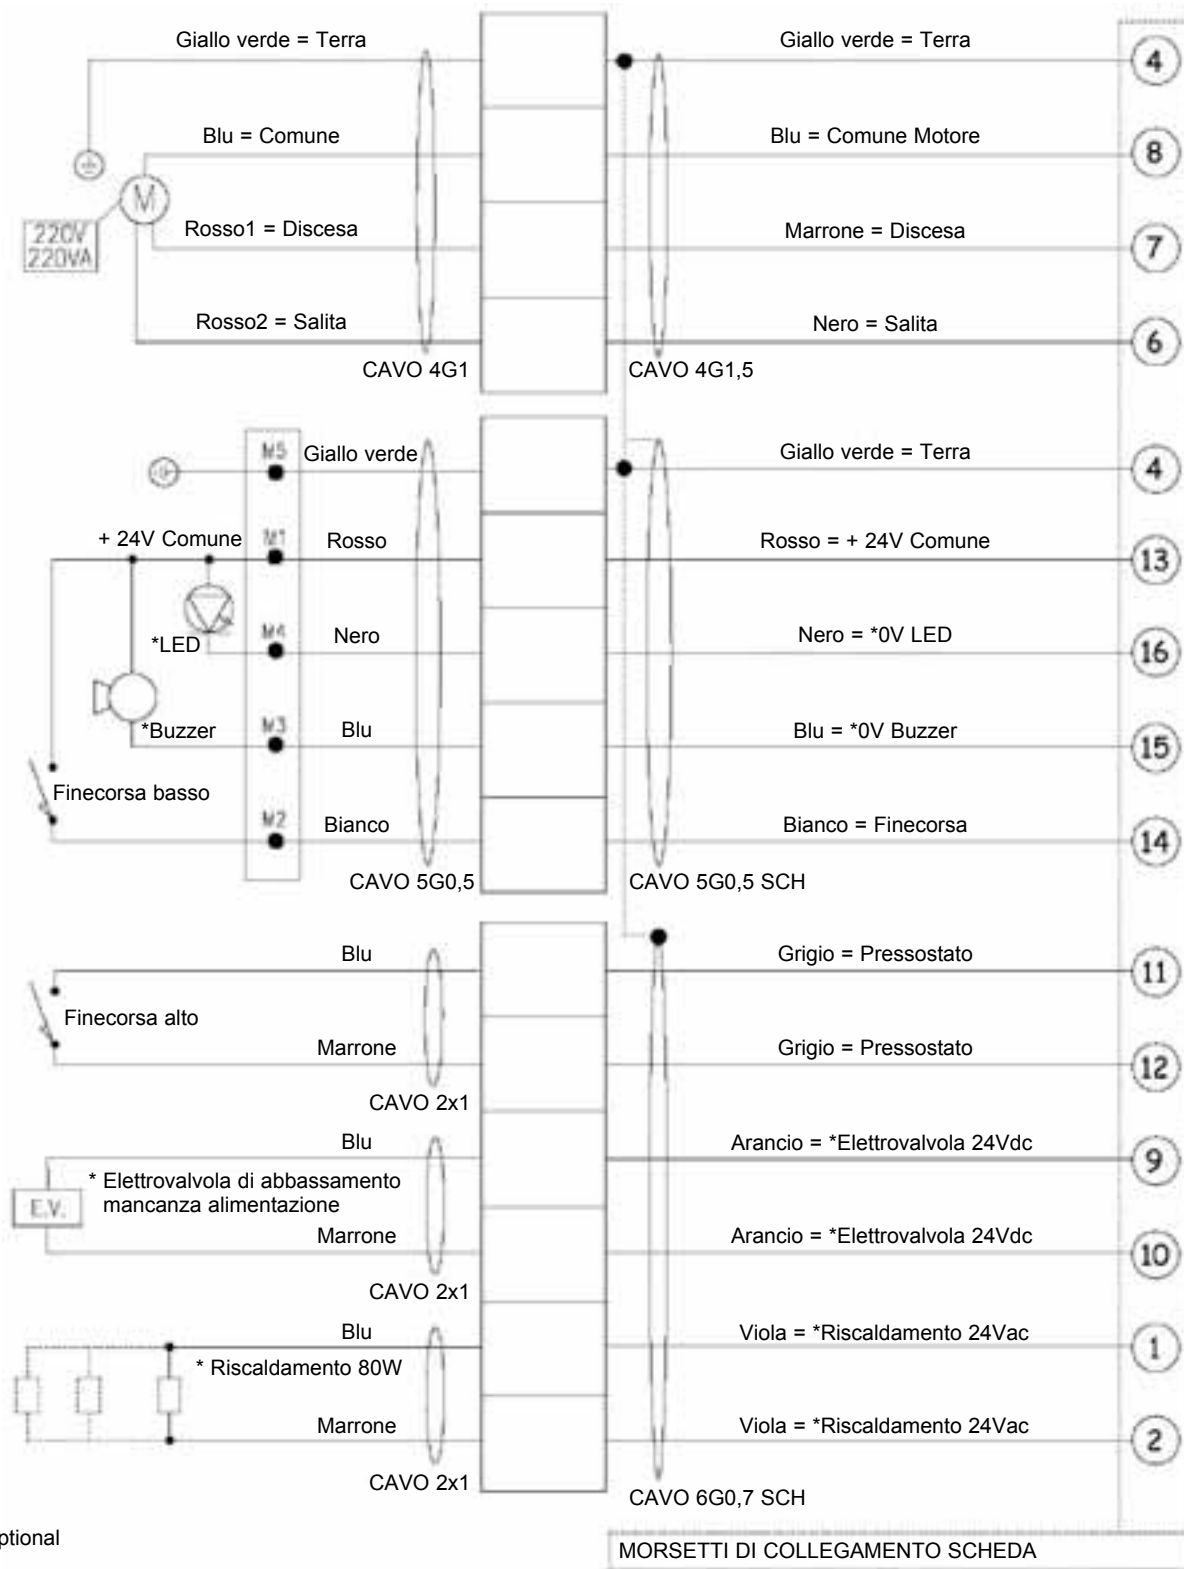 Giallo verde = Terra
Giallo verde = Terra
4
Blu = Comune
Blu = Comune Motore
8
M
220V
220VA
Rosso1 = Discesa
Marrone = Discesa
7
Rosso2 = Salita
Nero = Salita
6
CAVO 4G1
CAVO 4G1,5
M5
Giallo verde
Giallo verde = Terra
4
+ 24V Comune
M1
Rosso
Rosso = + 24V Comune
13
*LED
M4
Nero
Nero = *0V LED
16
*Buzzer
M3
Blu
Blu = *0V Buzzer
15
Finecorsa basso
M2
Bianco
Bianco = Finecorsa
14
CAVO 5G0,5
CAVO 5G0,5 SCH
Blu
Grigio = Pressostato
11
Finecorsa alto
Marrone
Grigio = Pressostato
12
CAVO 2x1
Blu
Arancio = *Elettrovalvola 24Vdc
9
* Elettrovalvola di abbassamento
mancanza alimentazione
E.V.
Marrone
Arancio = *Elettrovalvola 24Vdc
10
CAVO 2x1
Blu
Viola = *Riscaldamento 24Vac
1
* Riscaldamento 80W
Marrone
Viola = *Riscaldamento 24Vac
2
CAVO 2x1
CAVO 6G0,7 SCH
ptional
MORSETTI DI COLLEGAMENTO SCHEDA